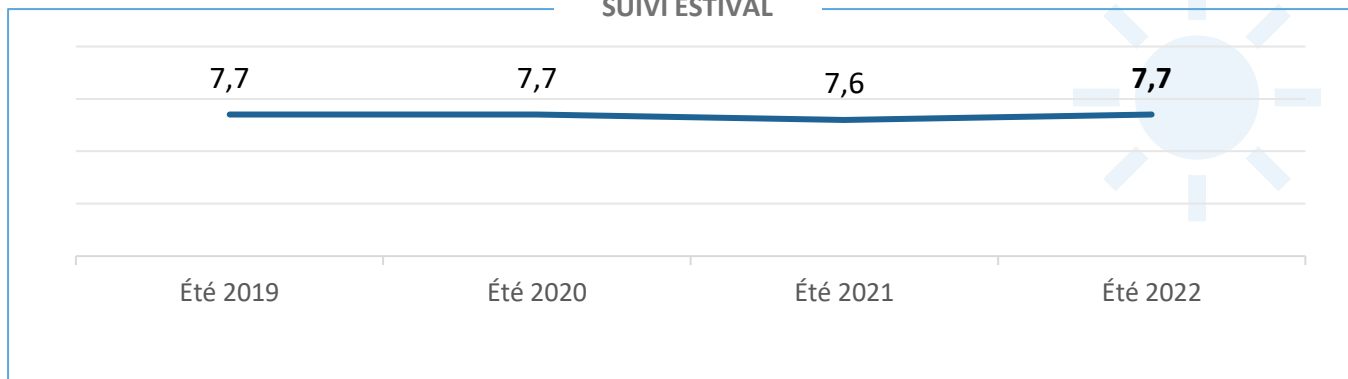 SUIVI ESTIVAL
7,7 7,7 7,6 7,7
Été 2019 Été 2020 Été 2021 Été 2022